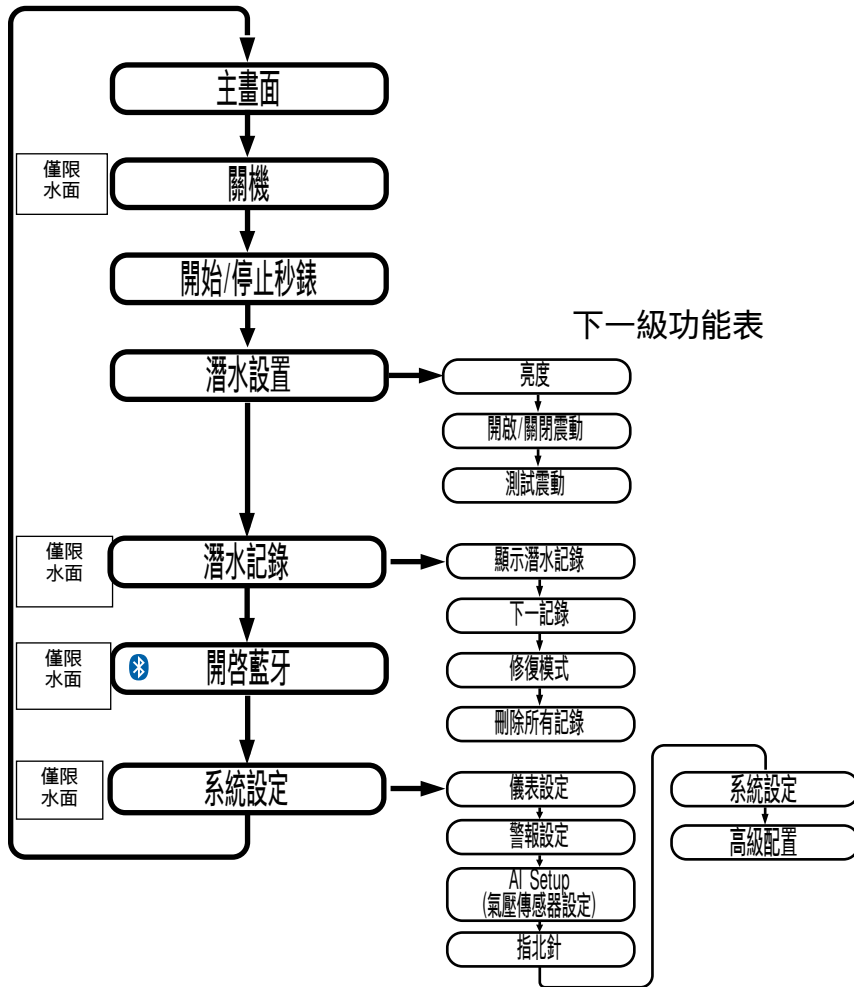 主畫面
僅限
水面
關機
開始/停止秒錶
下一級功能表
潛水設置
亮度
開啟/關閉震動
測試震動
僅限
水面
潛水記錄
顯示潛水記錄
下一記錄
僅限
水面
開啓藍牙
修復模式
刪除所有記錄
僅限
水面
系統設定
儀表設定
警報設定
AI Setup
(氣壓傳感器設定)
指北針
系統設定
高級配置